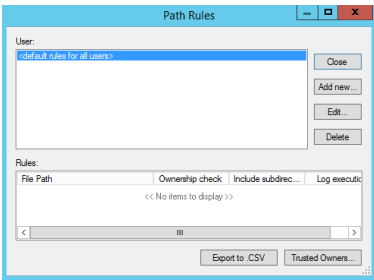 Path Rules
User:
<default rules for all users>
Close
Add new...
Edit...
Delete
Rules:
File Path Ownership check Include subdirec... Log executic
<< No items to display >>
Export to .CSV Trusted Owners...